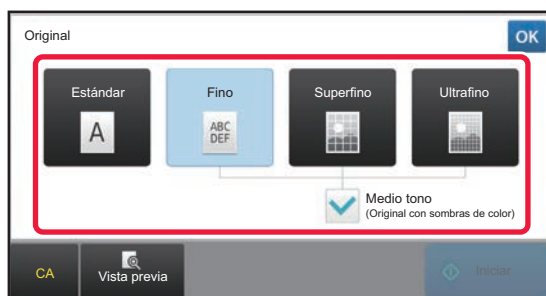 Original
OK
Estándar
Fino
Superfino
Ultrafino
A
ABC
DEF
Medio tono
(Original con sombras de color)
CA
Vista previa
Iniciar